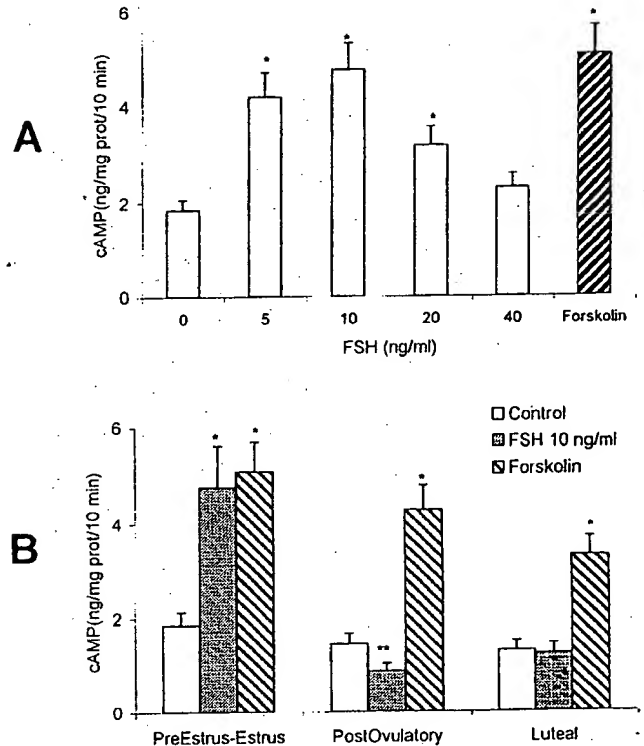 A
cAMP(ng/mg prot/10 min)
6
4
2
0
*
*
*
*
0 5 10 20 40 Forskolin
FSH (ng/ml)
B
cAMP(ng/mg prot/10 min)
6
4
2
0
Control
FSH 10 ng/ml
Forskolin
* *
**
*
*
PreEstrus-Estrus PostOvulatory Luteal